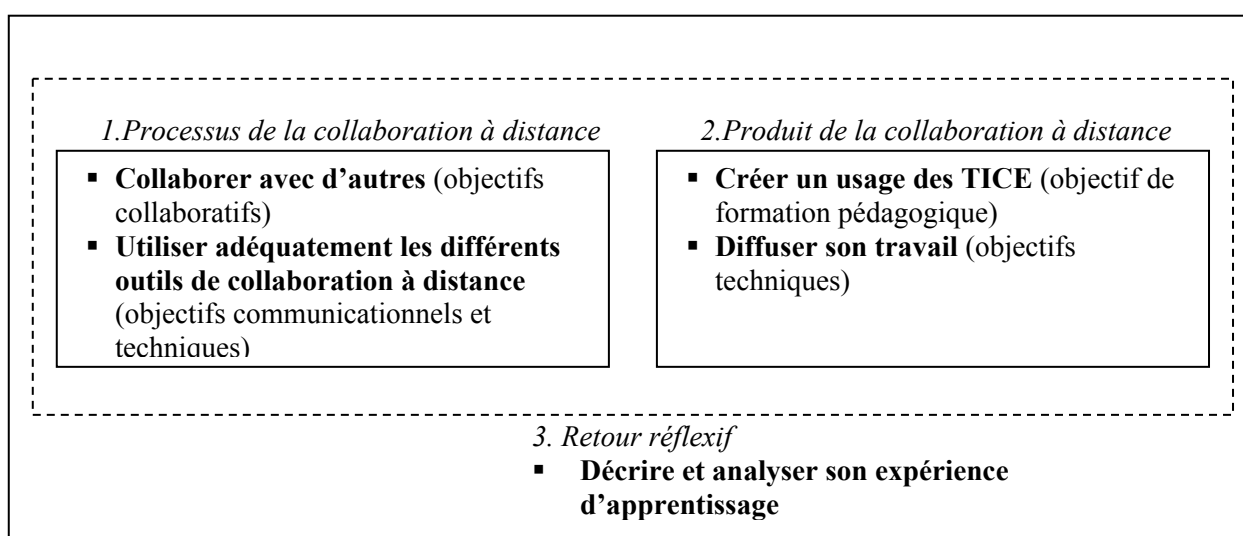 1.Processus de la collaboration à distance
▪ Collaborer avec d'autres (objectifs
collaboratifs)
▪ Utiliser adéquatement les différents
outils de collaboration à distance
(objectifs communicationnels et
techniques)
2.Produit de la collaboration à distance
▪ Créer un usage des TICE (objectif de
formation pédagogique)
▪ Diffuser son travail (objectifs
techniques)
3. Retour réflexif
▪ Décrire et analyser son expérience
d'apprentissage